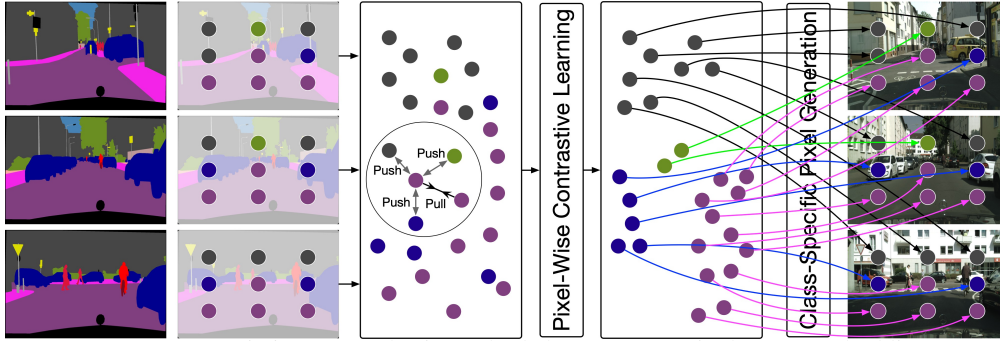 Push
Push
Push
Pull
Pixel-Wise Contrastive Learning
Class-Specific Pixel Generation